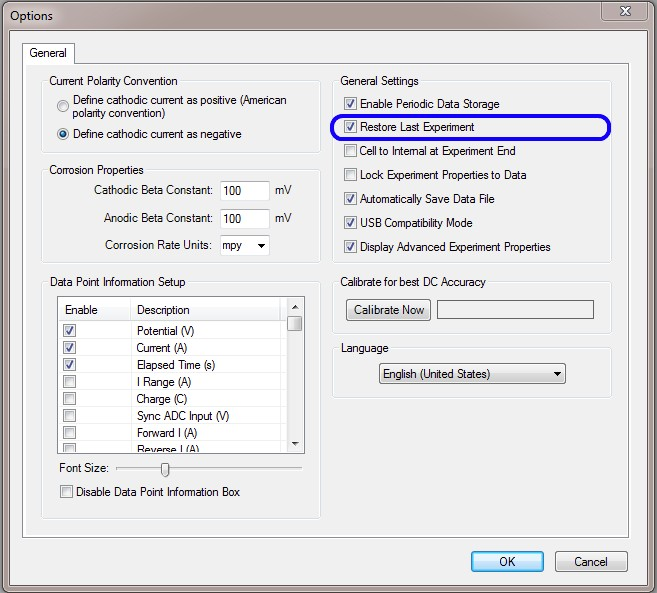 Options
General
Current Polarity Convention
Define cathodic current as positive (American
polarity convention)
Define cathodic current as negative
Corrosion Properties
Cathodic Beta Constant: 100 mV
Anodic Beta Constant: 100 mV
Corrosion Rate Units: mpy
Data Point Information Setup
Enable Description
Potential (V)
Current (A)
Elapsed Time (s)
I Range (A)
Charge (C)
Sync ADC Input (V)
Forward I (A)
Reverse I (A)
Font Size:
Disable Data Point Information Box
General Settings
Enable Periodic Data Storage
Restore Last Experiment
Cell to Internal at Experiment End
Lock Experiment Properties to Data
Automatically Save Data File
USB Compatibility Mode
Display Advanced Experiment Properties
Calibrate for best DC Accuracy
Calibrate Now
Language
English (United States)
OK Cancel